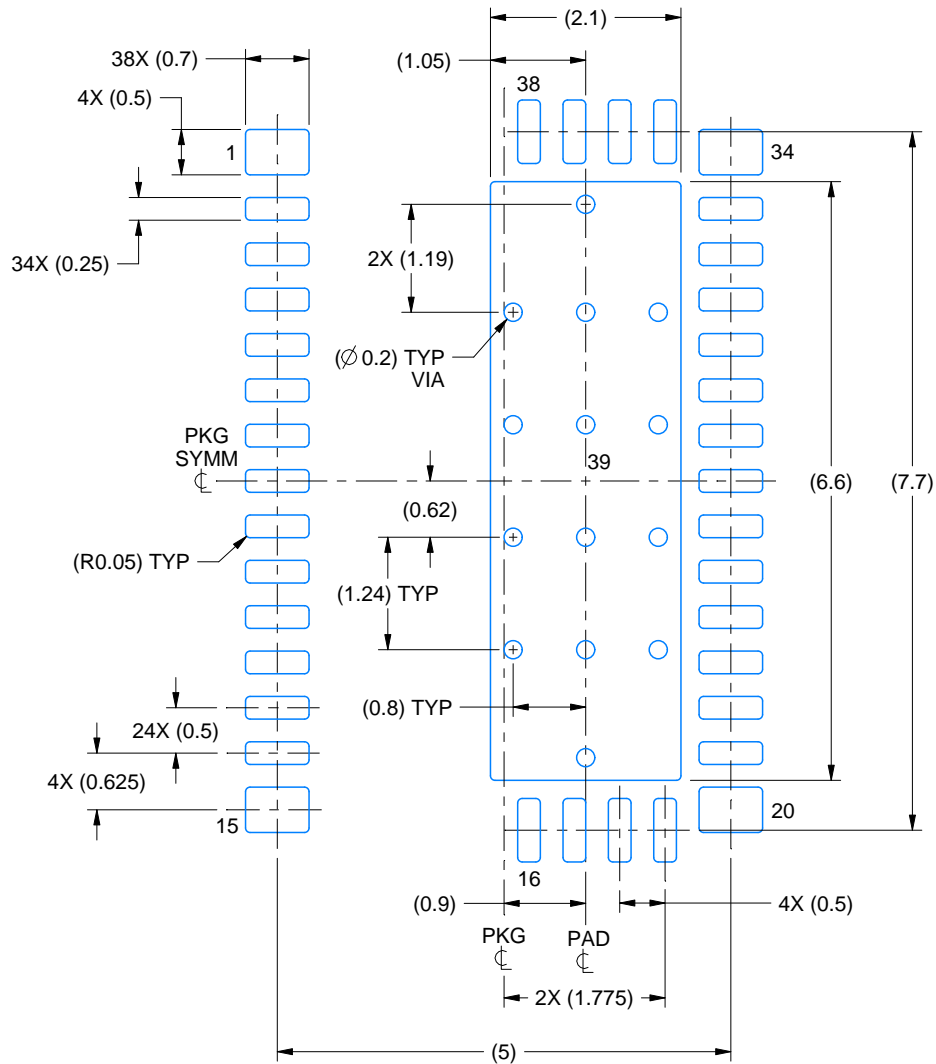 (2.1)
38X (0.7)
(1.05)
4X (0.5)
38
1
34
34X (0.25)
2X (1.19)
(∅ 0.2) TYP
VIA
PKG
SYMM
℄
39
(0.62)
(6.6)
(7.7)
(R0.05) TYP
(1.24) TYP
(0.8) TYP
24X (0.5)
4X (0.625)
15
20
16
(0.9)
4X (0.5)
PKG
℄
PAD
℄
2X (1.775)
(5)